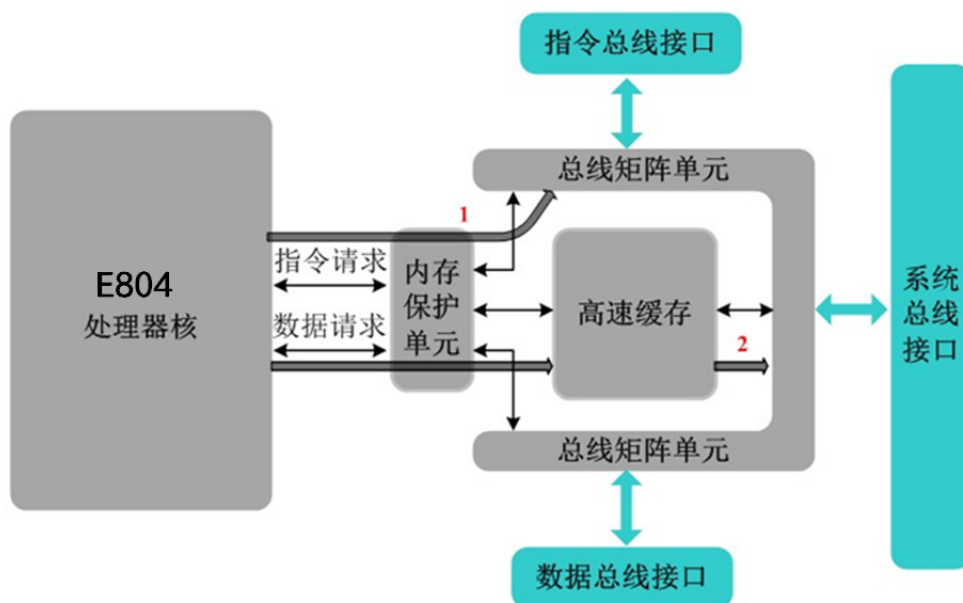 指令总线接口
总线矩阵单元
1
指令请求
E804
处理器核
数据请求
内存
保护
单元
高速缓存
2
系统
总线
接口
总线矩阵单元
数据总线接口